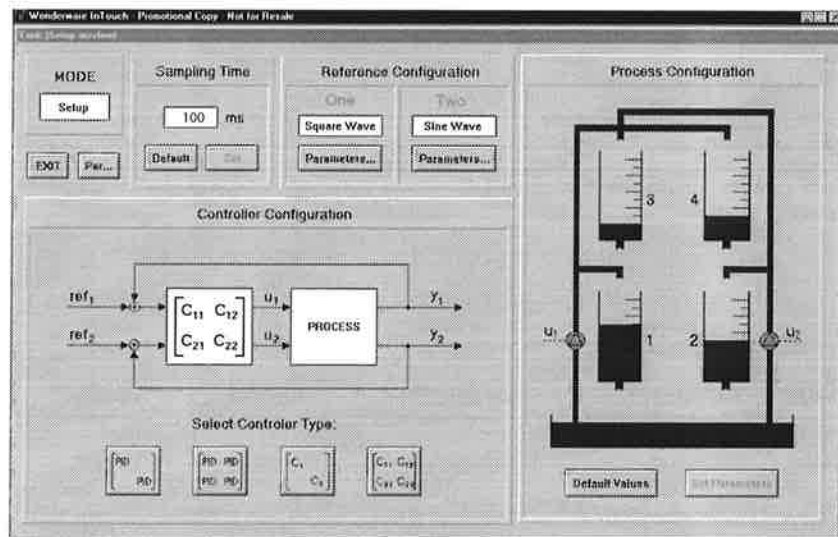 Wonderware InTouch - Promotional Copy - Not for Resale
MODE
Setup
EXIT
Par...
Sampling Time
100 ms
Default
Reference Configuration
One
Square Wave
Parameters...
Two
Sine Wave
Parameters...
Controller Configuration
ref1
ref2
C11 C12
C21 C22
u1
u2
PROCESS
y1
y2
Select Controler Type:
PID
PID
PID PID
PID PID
C1
C2
C11 C12
C21 C22
Process Configuration
3
4
1
2
u1
u2
Default Values
Set Parameters